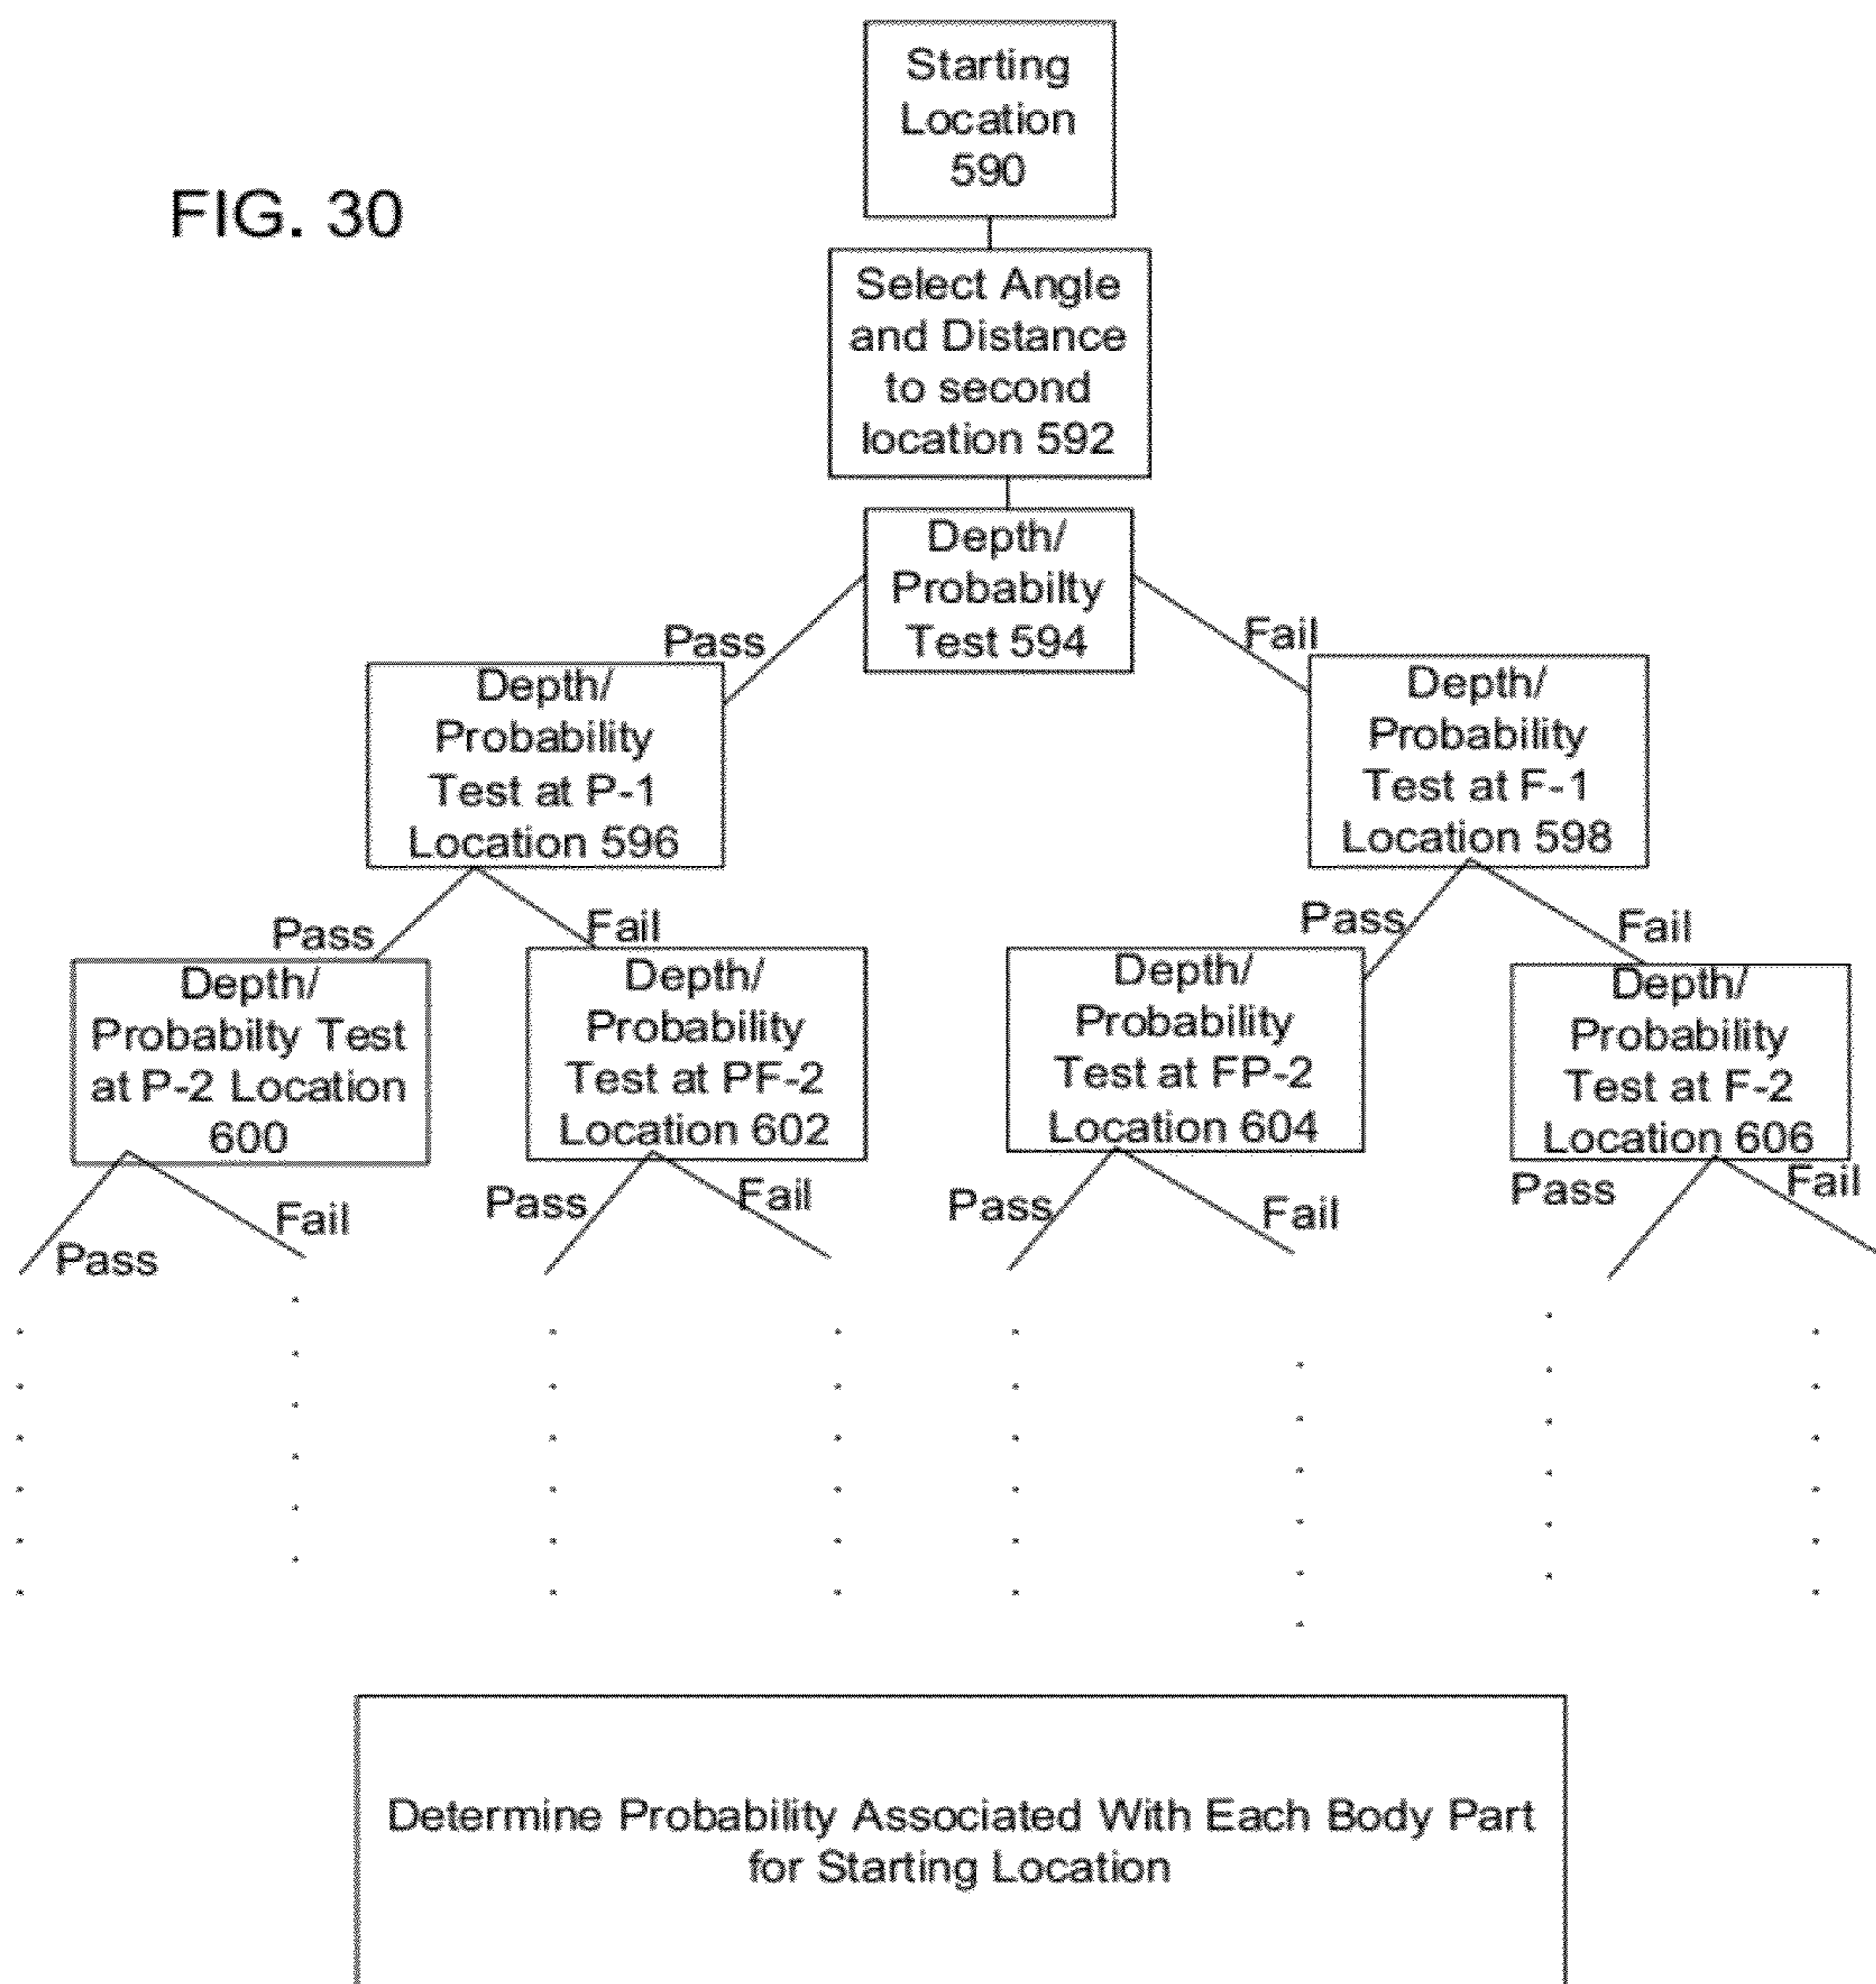 FIG. 30
Starting
Location
590
Select Angle
and Distance
to second
location 592
Depth/
Probabilty
Test 594
Pass
Fail
Depth/
Probability
Test at P-1
Location 596
Depth/
Probability
Test at F-1
Location 598
Pass
Fail
Pass
Fail
Depth/
Probabilty Test
at P-2 Location
600
Depth/
Probability
Test at PF-2
Location 602
Depth/
Probability
Test at FP-2
Location 604
Depth/
Probability
Test at F-2
Location 606
Pass
Fail
Pass
Fail
Pass
Fail
Pass
Fail
Determine Probability Associated With Each Body Part
for Starting Location